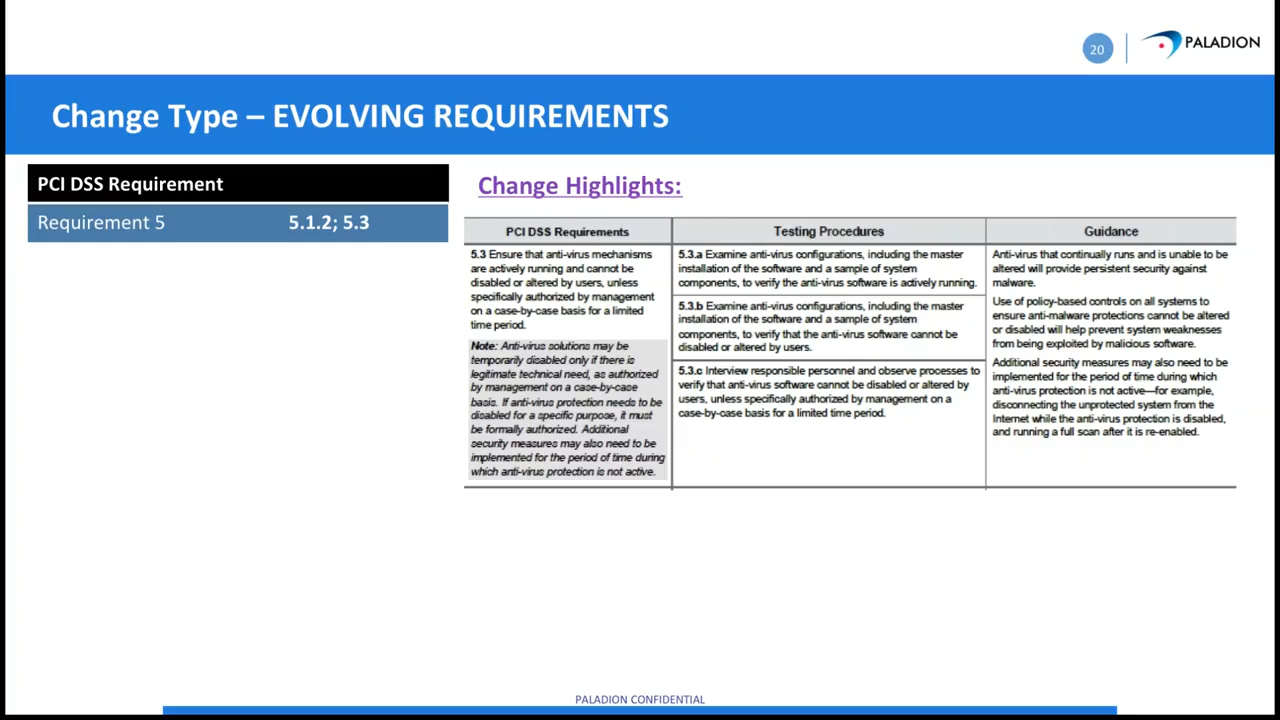 20
PALADION
Change Type – EVOLVING REQUIREMENTS
PCI DSS Requirement
Requirement 5 5.1.2; 5.3
Change Highlights:
PCI DSS Requirements
Testing Procedures
Guidance
5.3 Ensure that anti-virus mechanisms
are actively running and cannot be
disabled or altered by users, unless
specifically authorized by management
on a case-by-case basis for a limited
time period.
Note: Anti-virus solutions may be
temporarily disabled only if there is
legitimate technical need, as authorized
by management on a case-by-case
basis. If anti-virus protection needs to be
disabled for a specific purpose, it must
be formally authorized. Additional
security measures may also need to be
implemented for the period of time during
which anti-virus protection is not active.
5.3.a Examine anti-virus configurations, including the master
installation of the software and a sample of system
components, to verify the anti-virus software is actively running.
5.3.b Examine anti-virus configurations, including the master
installation of the software and a sample of system
components, to verify that the anti-virus software cannot be
disabled or altered by users.
5.3.c Interview responsible personnel and observe processes to
verify that anti-virus software cannot be disabled or altered by
users, unless specifically authorized by management on a
case-by-case basis for a limited time period.
Anti-virus that continually runs and is unable to be
altered will provide persistent security against
malware.
Use of policy-based controls on all systems to
ensure anti-malware protections cannot be altered
or disabled will help prevent system weaknesses
from being exploited by malicious software.
Additional security measures may also need to be
implemented for the period of time during which
anti-virus protection is not active—for example,
disconnecting the unprotected system from the
Internet while the anti-virus protection is disabled,
and running a full scan after it is re-enabled.
PALADION CONFIDENTIAL